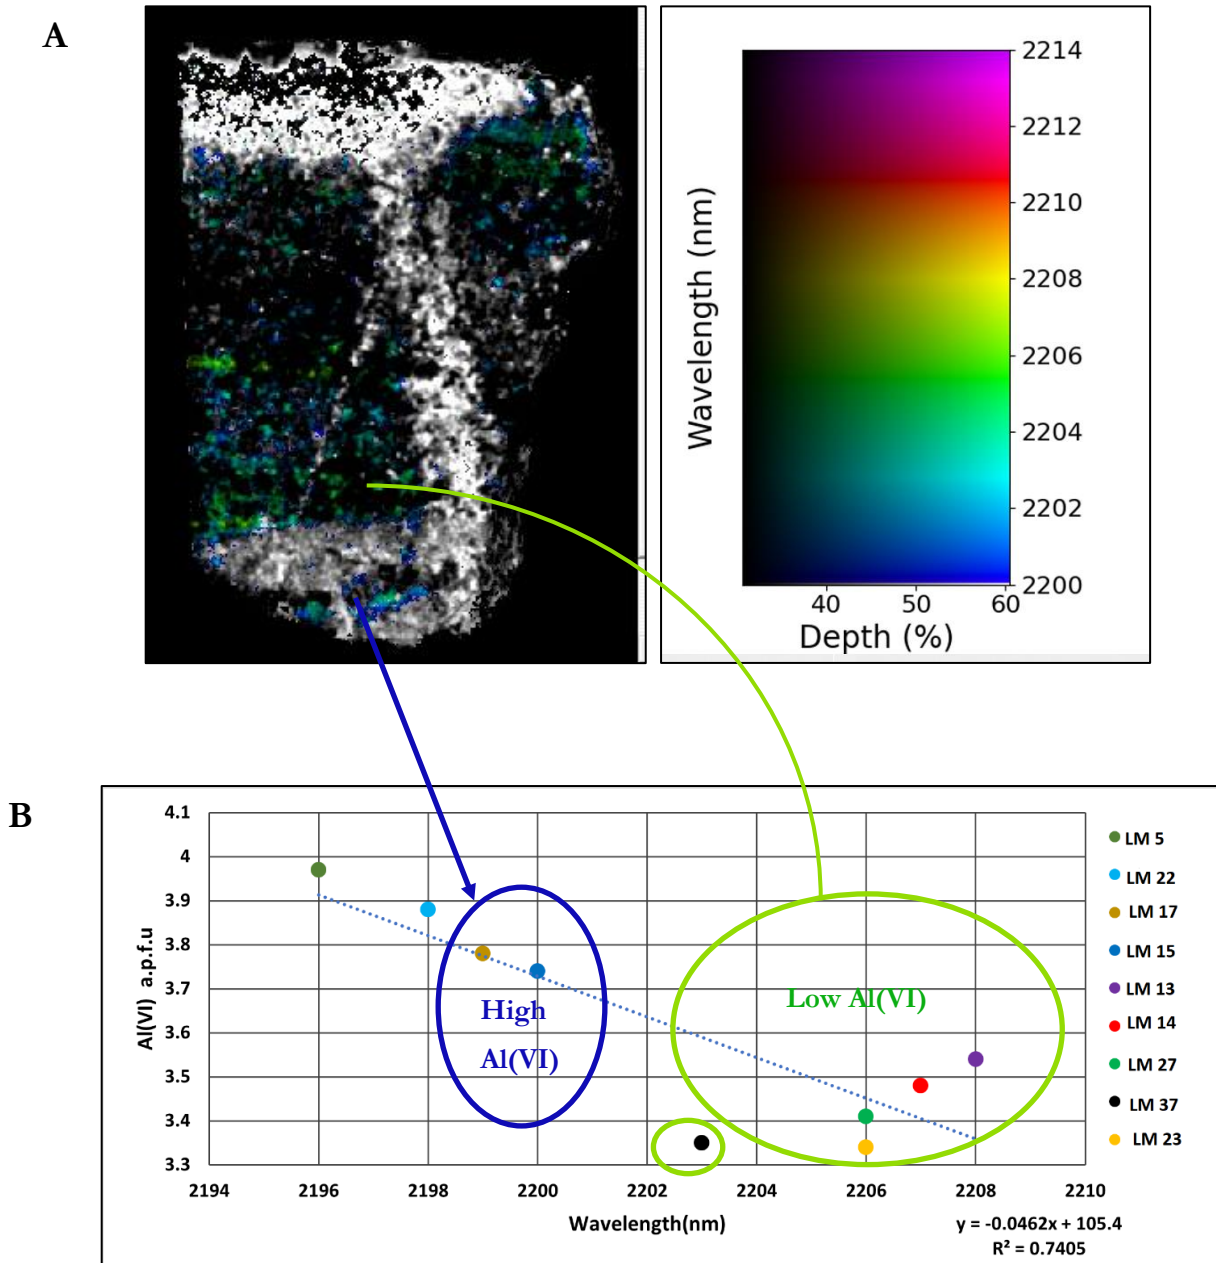 A
2214
2212
2210
2208
2206
2204
2202
2200
Wavelength (nm)
40 50 60
Depth (%)
B
4.1
4
3.9
3.8
3.7
3.6
3.5
3.4
3.3
Al(VI) a.p.f.u
High
Al(VI)
Low Al(VI)
LM 5
LM 22
LM 17
LM 15
LM 13
LM 14
LM 27
LM 37
LM 23
2194 2196 2198 2200 2202 2204 2206 2208 2210
Wavelength(nm)
y = -0.0462x + 105.4
R² = 0.7405